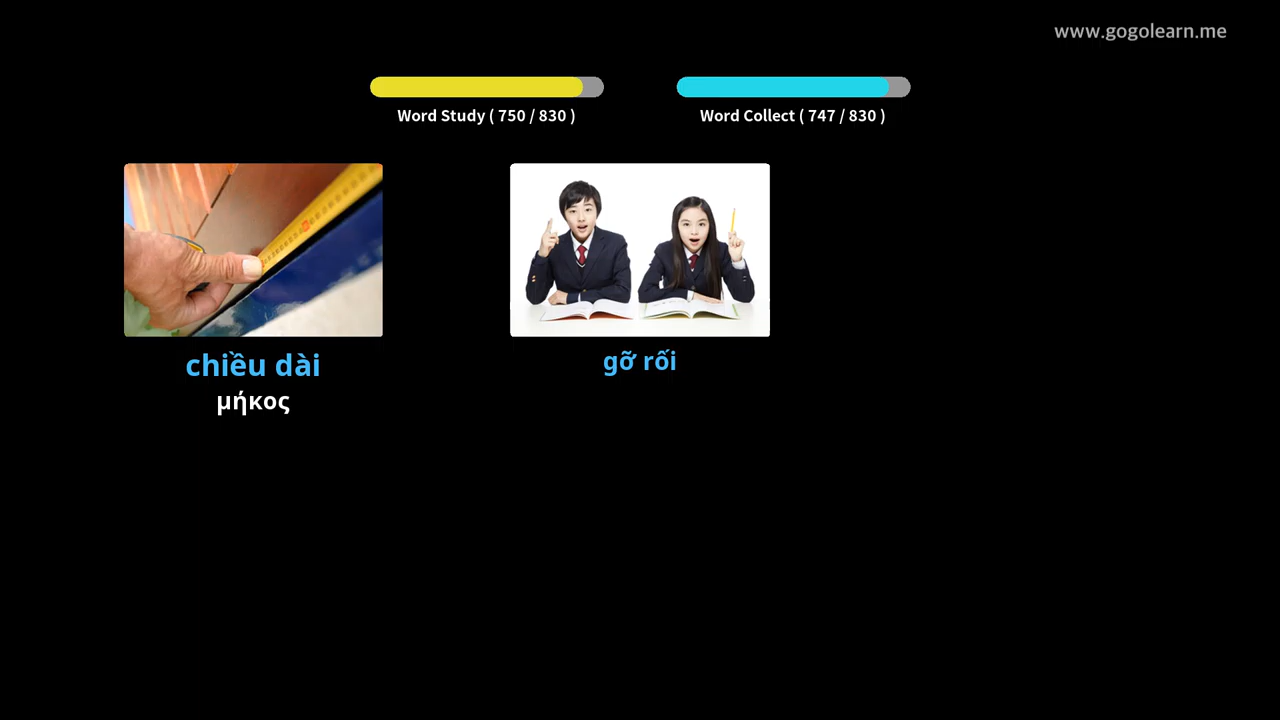 www.gogolearn.me
Word Study ( 750 / 830 )
Word Collect ( 747 / 830 )
chiều dài
μήκος
gỡ rối